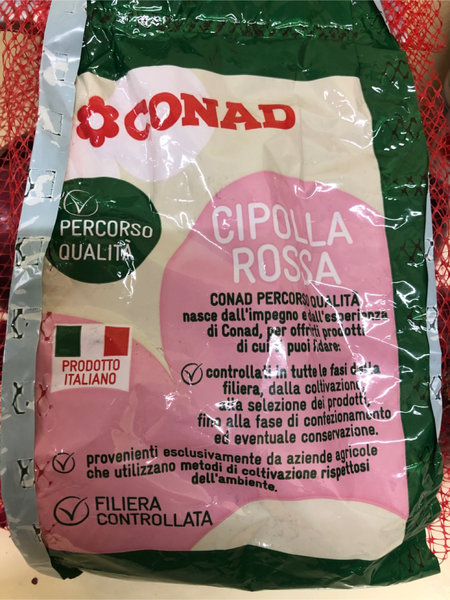 CONAD
PERCORSO
QUALITÀ
CIPOLLA
ROSSA
CONAD PERCORSO QUALITÀ
nasce dall'impegno e dall'esperienza
di Conad, per offrirti prodotti
di cui ti puoi fidare:
controllati in tutte le fasi della
filiera, dalla coltivazione,
alla selezione dei prodotti,
fino alla fase di confezionamento
ed eventuale conservazione.
PRODOTTO
ITALIANO
provenienti esclusivamente da aziende agricole
che utilizzano metodi di coltivazione rispettosi
dell'ambiente.
FILIERA
CONTROLLATA